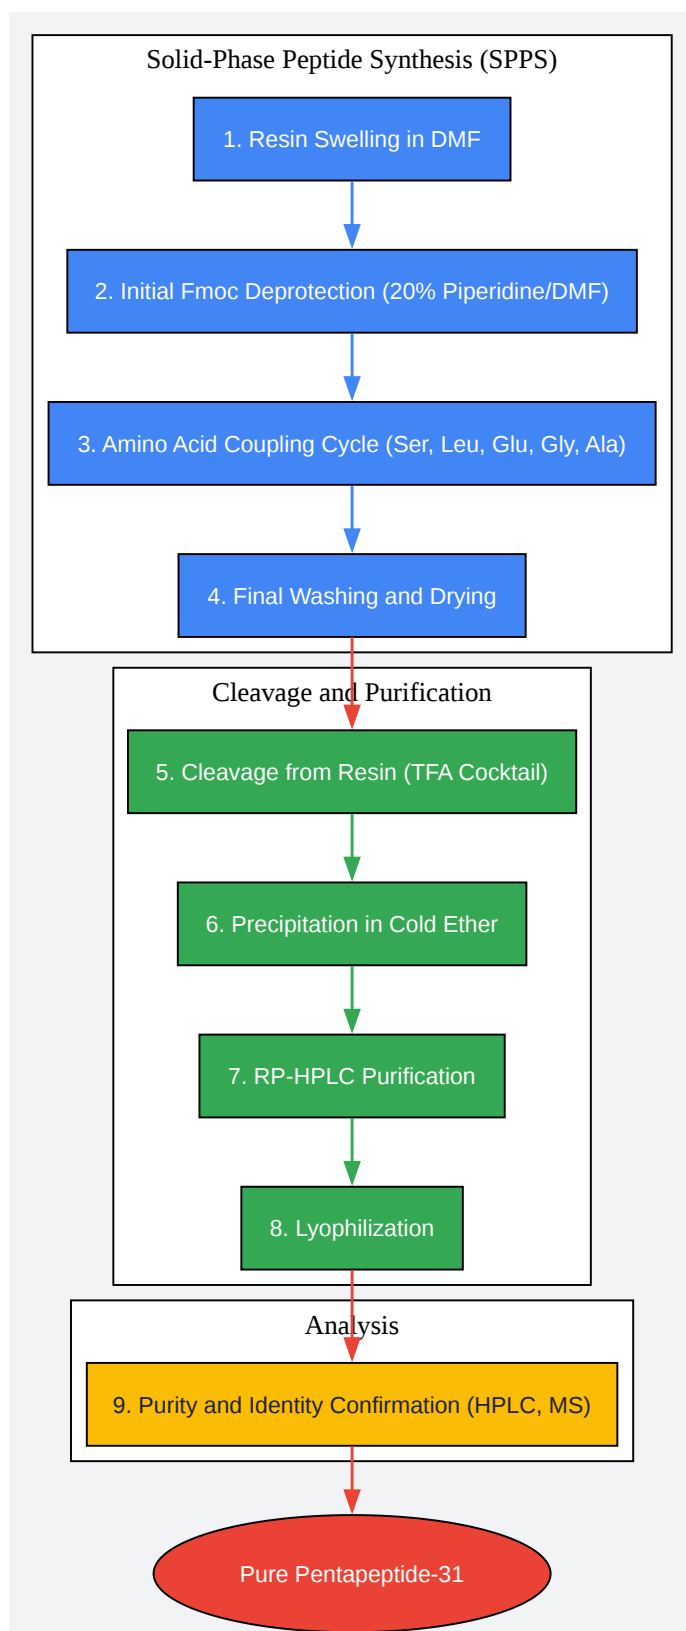 Solid-Phase Peptide Synthesis (SPPS)
1. Resin Swelling in DMF
2. Initial Fmoc Deprotection (20% Piperidine/DMF)
3. Amino Acid Coupling Cycle (Ser, Leu, Glu, Gly, Ala)
4. Final Washing and Drying
Cleavage and Purification
5. Cleavage from Resin (TFA Cocktail)
6. Precipitation in Cold Ether
7. RP-HPLC Purification
8. Lyophilization
Analysis
9. Purity and Identity Confirmation (HPLC, MS)
Pure Pentapeptide-31